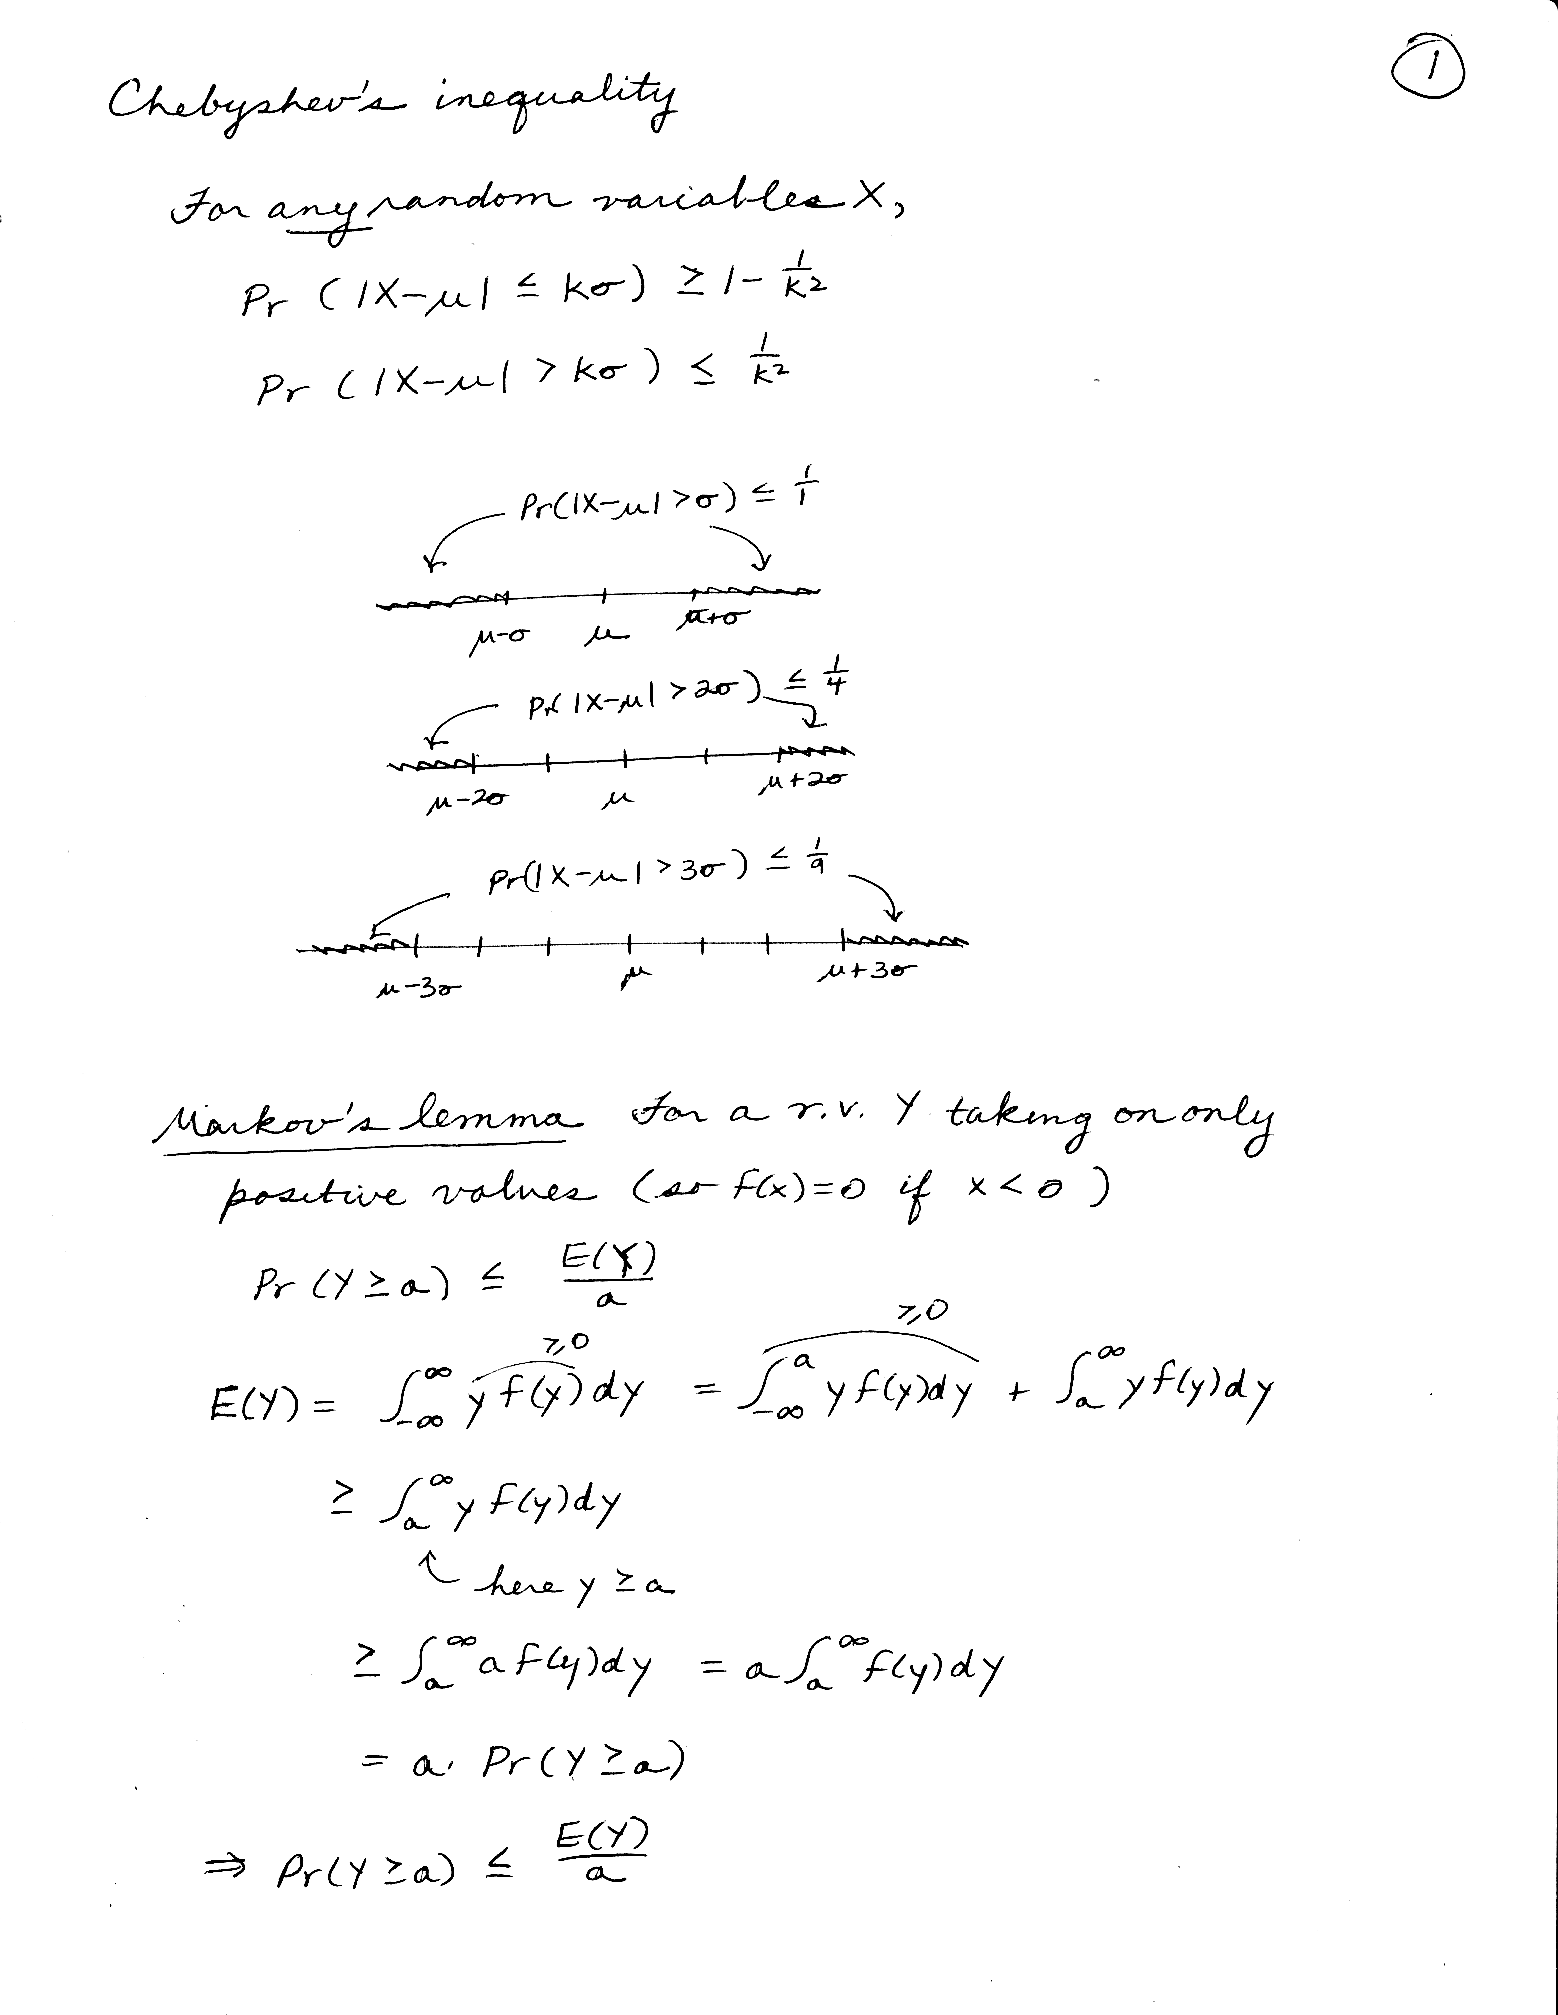 1
Chebyshev's inequality
For any random variables X,
Pr (|X-μ| ≤ kσ) ≥ 1 - 1/k²
Pr (|X-μ| > kσ) ≤ 1/k²
Pr(|X-μ| > σ) ≤ 1/1
μ-σ μ μ+σ
Pr(|X-μ| > 2σ) ≤ 1/4
μ-2σ μ μ+2σ
Pr(|X-μ| > 3σ) ≤ 1/9
μ-3σ μ μ+3σ
Markov's lemma For a r.v. Y taking on only
positive values (so f(x)=0 if x<0)
Pr (Y ≥ a) ≤ E(Y)/a
≥0 ≥0
E(Y) = ∫_{-∞}^{∞} y f(y) dy = ∫_{-∞}^{a} y f(y) dy + ∫_{a}^{∞} y f(y) dy
≥ ∫_{a}^{∞} y f(y) dy
↑ here y ≥ a
≥ ∫_{a}^{∞} a f(y) dy = a ∫_{a}^{∞} f(y) dy
= a · Pr (Y ≥ a)
⇒ Pr(Y ≥ a) ≤ E(Y)/a